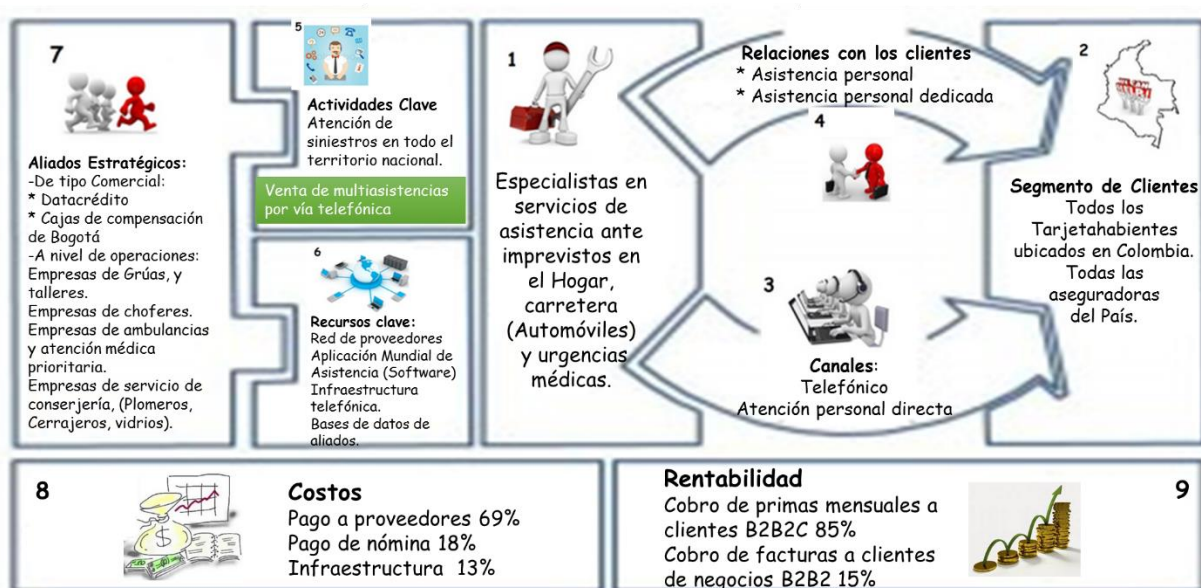 7
Aliados Estratégicos:
-De tipo Comercial:
* Datacrédito
* Cajas de compensación
de Bogotá
-A nivel de operaciones:
Empresas de Grúas, y
talleres.
Empresas de choferes.
Empresas de ambulancias
y atención médica
prioritaria.
Empresas de servicio de
conserjería, (Plomeros,
Cerrajeros, vidrios).
5
Actividades Clave
Atención de
siniestros en todo el
territorio nacional.
Venta de multiasistencias
por vía telefónica
6
Recursos clave:
Red de proveedores
Aplicación Mundial de
Asistencia (Software)
Infraestructura
telefónica.
Bases de datos de
aliados.
1
Especialistas en
servicios de
asistencia ante
imprevistos en
el Hogar,
carretera
(Automóviles)
y urgencias
médicas.
Relaciones con los clientes
* Asistencia personal
* Asistencia personal dedicada
4
3
Canales:
Telefónico
Atención personal directa
2
Segmento de Clientes
Todos los
Tarjetahabientes
ubicados en Colombia.
Todas las
aseguradoras
del País.
8
Costos
Pago a proveedores 69%
Pago de nómina 18%
Infraestructura 13%
Rentabilidad
Cobro de primas mensuales a
clientes B2B2C 85%
Cobro de facturas a clientes
de negocios B2B2 15%
9